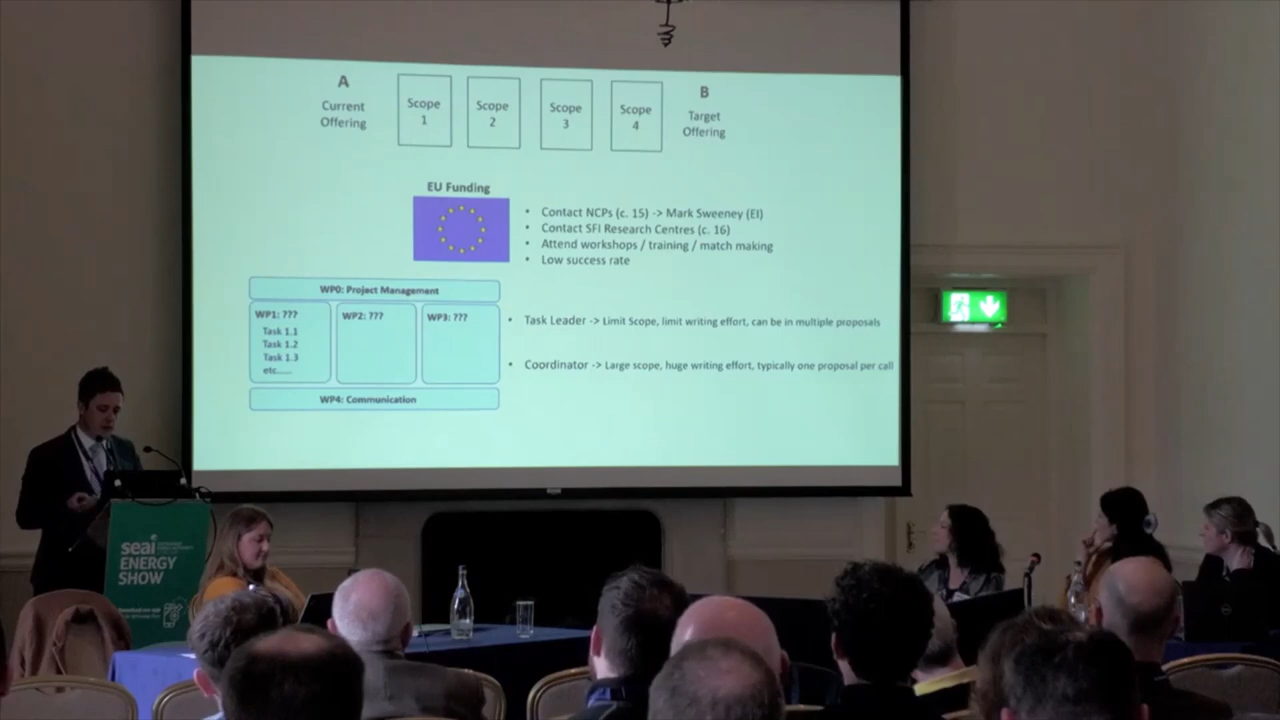 A
Current
Offering
Scope
1
Scope
2
Scope
3
Scope
4
B
Target
Offering
EU Funding
• Contact NCPs (c. 15) -> Mark Sweeney (EI)
• Contact SFI Research Centres (c. 16)
• Attend workshops / training / match making
• Low success rate
WP0: Project Management
WP1: ???
Task 1.1
Task 1.2
Task 1.3
etc......
WP2: ???
WP3: ???
• Task Leader -> Limit Scope, limit writing effort, can be in multiple proposals
• Coordinator -> Large scope, huge writing effort, typically one proposal per call
WP4: Communication
seai
ENERGY
SHOW